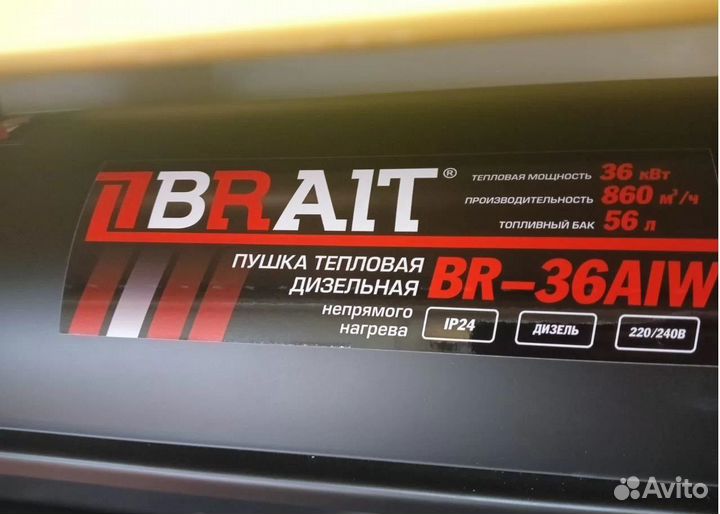 BRAIT®
ТЕПЛОВАЯ МОЩНОСТЬ 36 кВт
ПРОИЗВОДИТЕЛЬНОСТЬ 860 м³/ч
ТОПЛИВНЫЙ БАК 56 л
ПУШКА ТЕПЛОВАЯ
ДИЗЕЛЬНАЯ
непрямого
нагрева
BR-36AIW
IP24
ДИЗЕЛЬ
220/240В
Avito